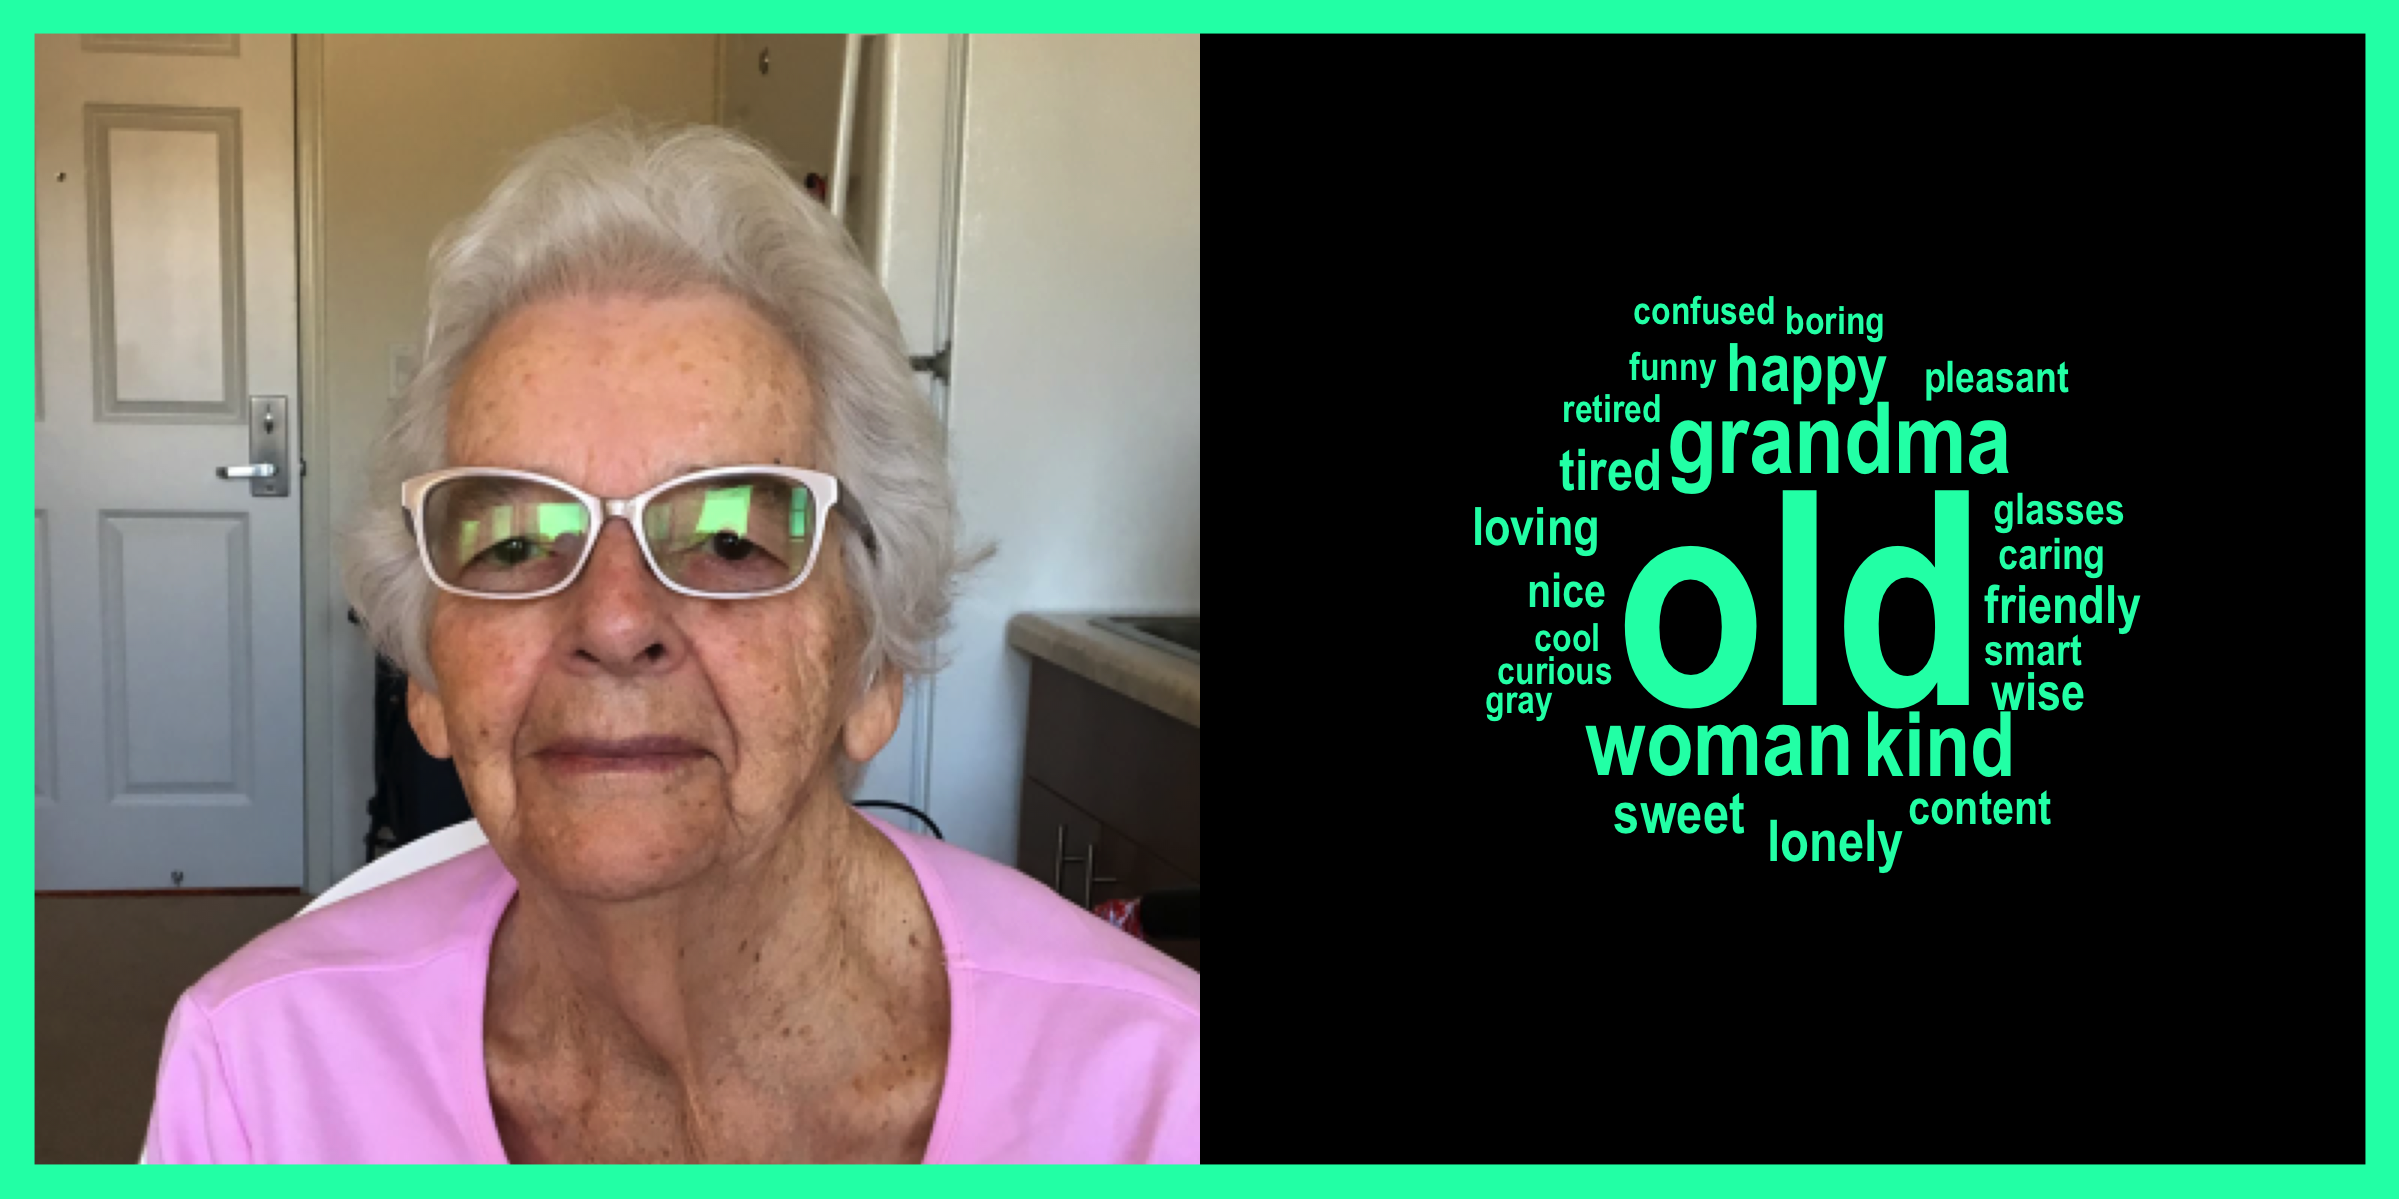 confused boring
funny happy pleasant
retired grandma
tired
loving old glasses
caring
nice friendly
cool smart
curious wise
gray
woman kind
sweet content
lonely